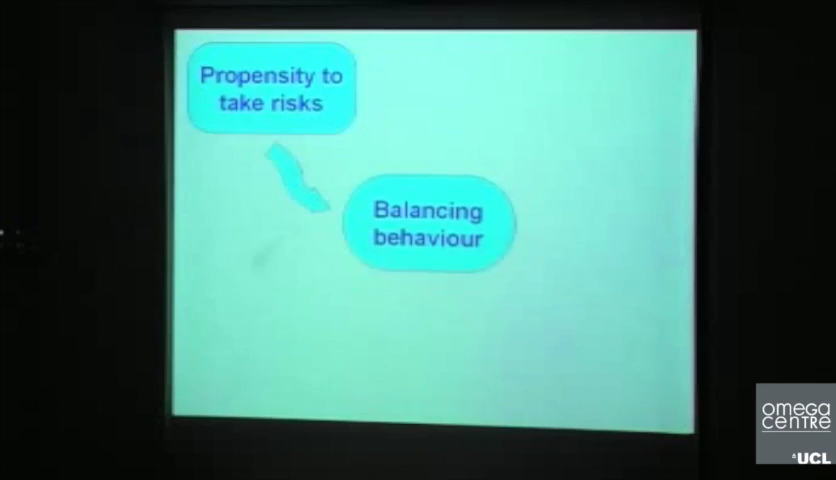 Propensity to
take risks
Balancing
behaviour
omega
centre
UCL